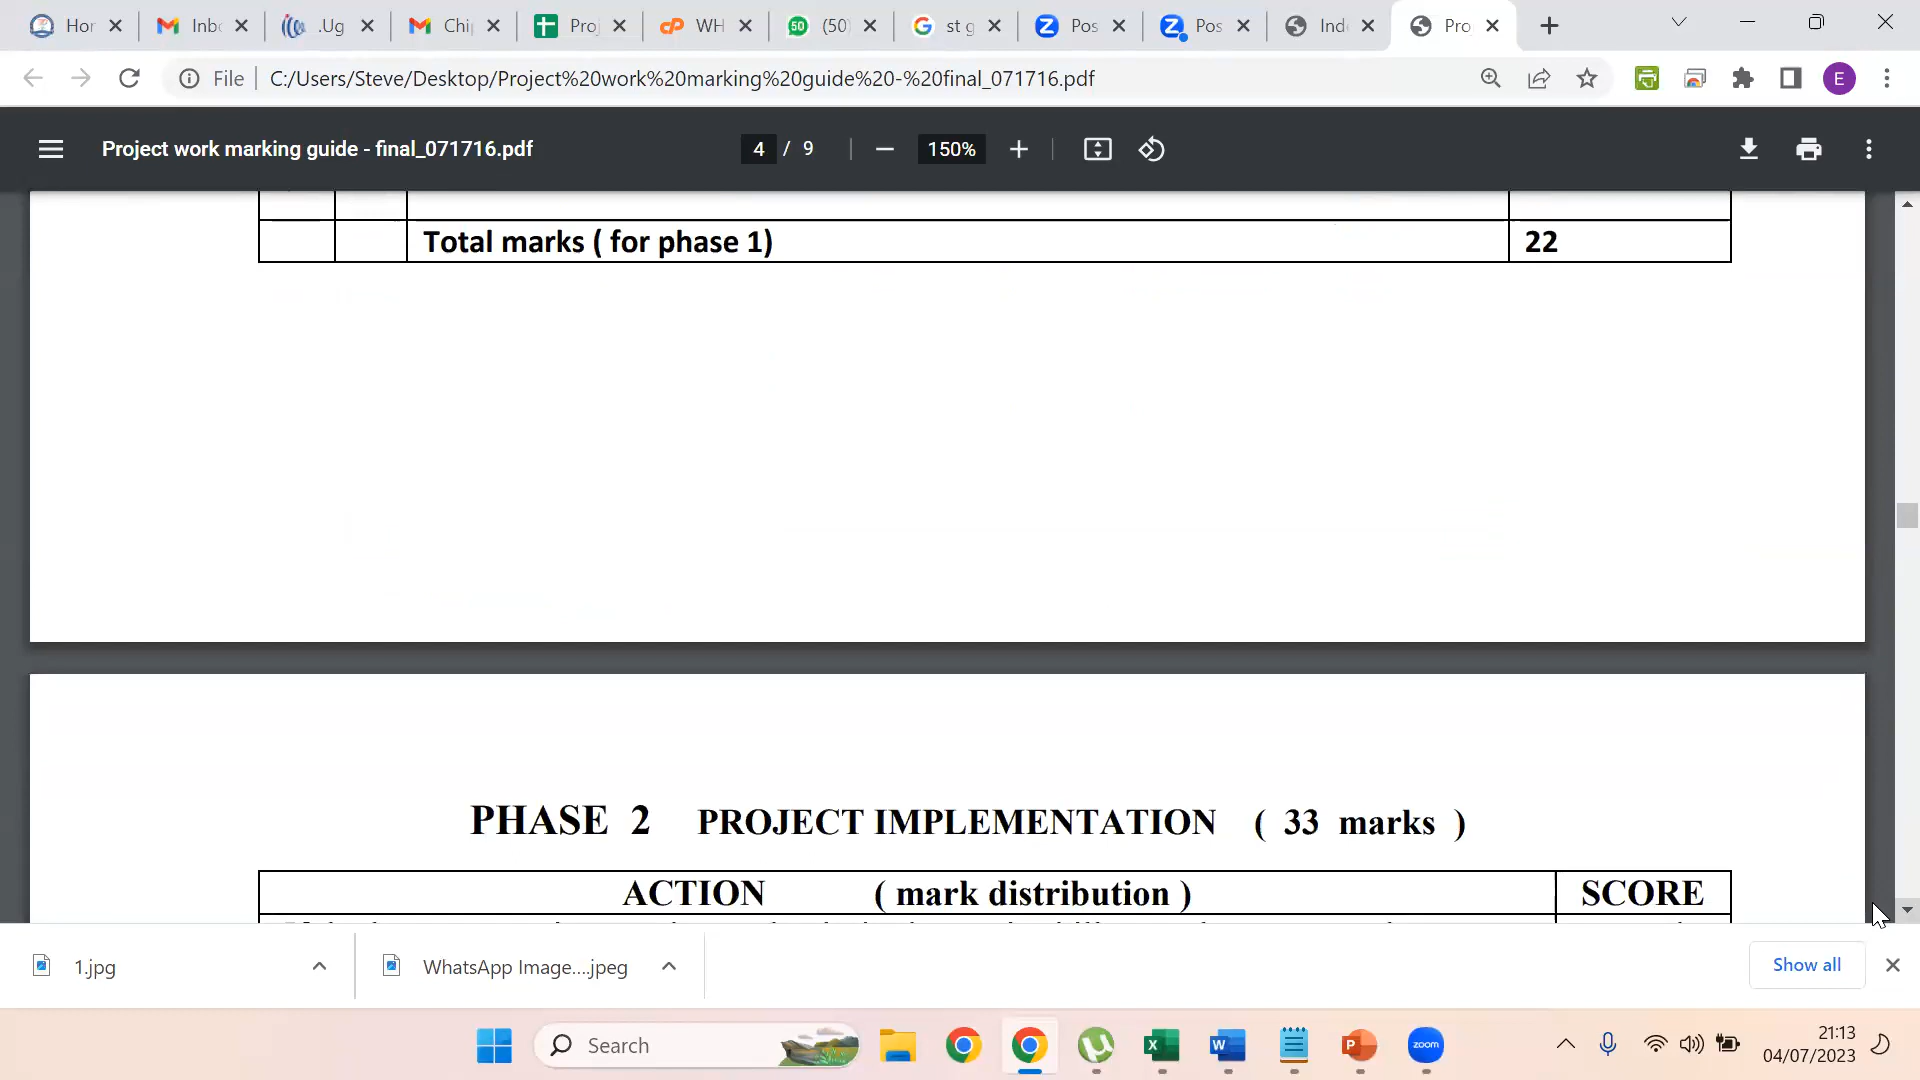 Hor
Inbo
.Ug
Chi
Proj
WH
50
(50
st g
Pos
Pos
Ind
Pro
File
C:/Users/Steve/Desktop/Project%20work%20marking%20guide%20-%20final_071716.pdf
E
Project work marking guide - final_071716.pdf
4 / 9
150%
Total marks ( for phase 1)
22
PHASE 2 PROJECT IMPLEMENTATION ( 33 marks )
ACTION ( mark distribution )
SCORE
1.jpg
WhatsApp Image....jpeg
Show all
Search
zoom
21:13
04/07/2023